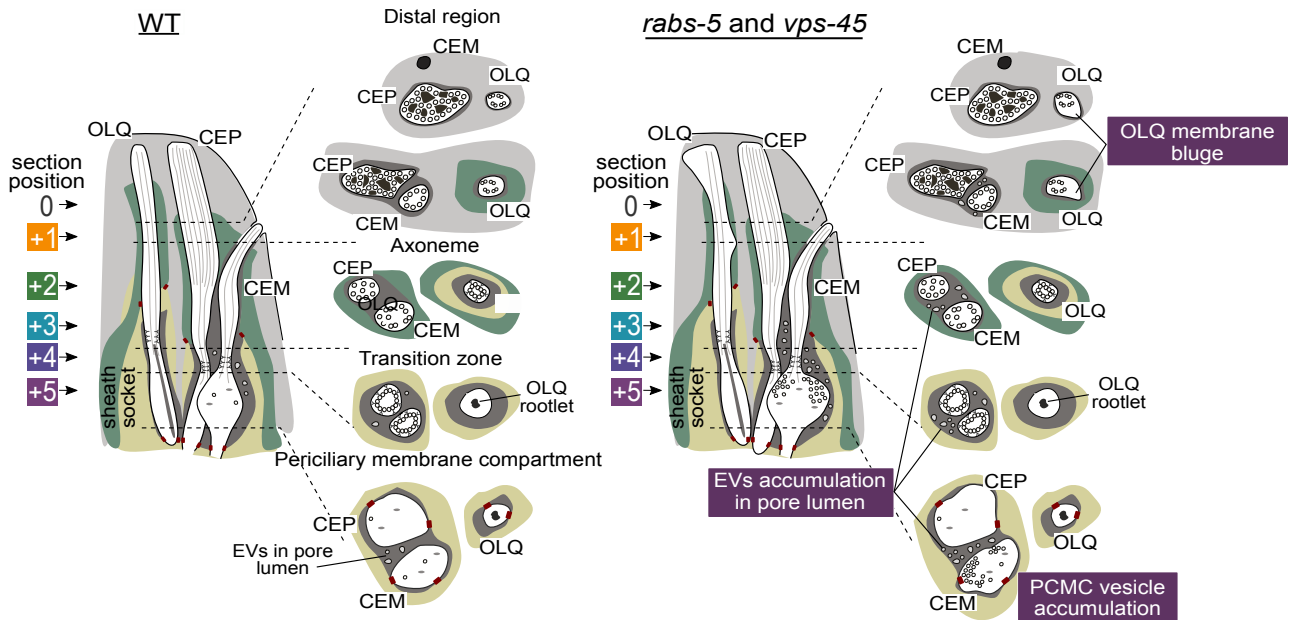 WT
Distal region
CEM
OLQ
CEP
OLQ
CEP
section
position
0
+1
+2
+3
+4
+5
CEP
CEM
OLQ
Axoneme
CEP
OLQ
CEM
CEM
Transition zone
OLQ
rootlet
sheath
socket
Periciliary membrane compartment
CEP
EVs in pore
lumen
OLQ
CEM
rabs-5 and vps-45
CEM
OLQ
CEP
OLQ membrane
bluge
OLQ
CEP
section
position
0
+1
+2
+3
+4
+5
CEP
CEM
OLQ
CEP
CEM
CEM
OLQ
rootlet
sheath
socket
EVs accumulation
in pore lumen
CEP
OLQ
CEM
PCMC vesicle
accumulation